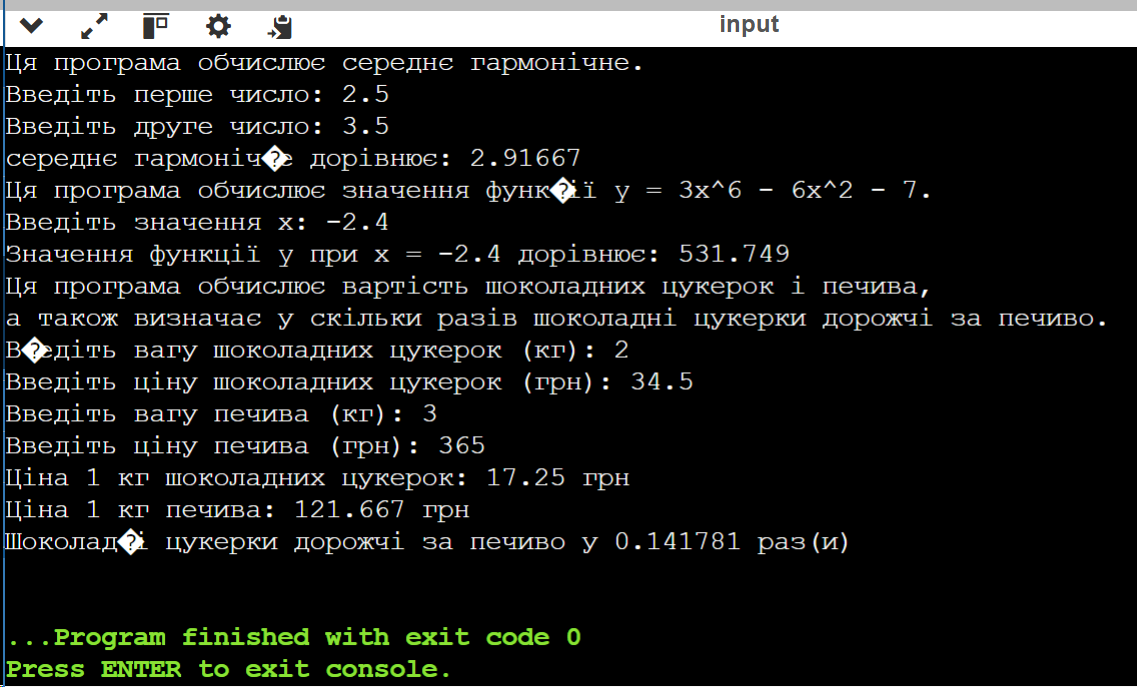 input
Ця програма обчислює середнє гармонічне.
Введіть перше число: 2.5
Введіть друге число: 3.5
середнє гармоніч�е дорівнює: 2.91667
Ця програма обчислює значення функ�ії y = 3x^6 - 6x^2 - 7.
Введіть значення x: -2.4
Значення функції y при x = -2.4 дорівнює: 531.749
Ця програма обчислює вартість шоколадних цукерок і печива,
а також визначає у скільки разів шоколадні цукерки дорожчі за печиво.
В�едіть вагу шоколадних цукерок (кг): 2
Введіть ціну шоколадних цукерок (грн): 34.5
Введіть вагу печива (кг): 3
Введіть ціну печива (грн): 365
Ціна 1 кг шоколадних цукерок: 17.25 грн
Ціна 1 кг печива: 121.667 грн
Шоколад�і цукерки дорожчі за печиво у 0.141781 раз(и)
...Program finished with exit code 0
Press ENTER to exit console.